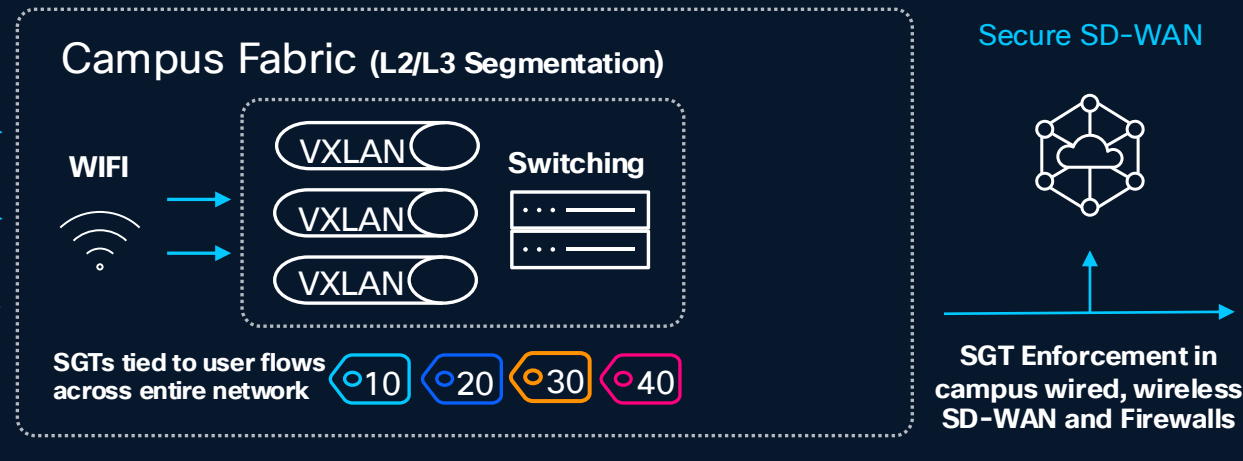 Campus Fabric (L2/L3 Segmentation)
WIFI
VXLAN
VXLAN
VXLAN
Switching
SGTs tied to user flows
across entire network
10
20
30
40
Secure SD-WAN
SGT Enforcement in
campus wired, wireless
SD-WAN and Firewalls